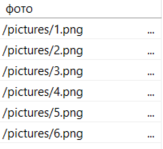 фото
/pictures/1.png ...
/pictures/2.png ...
/pictures/3.png ...
/pictures/4.png ...
/pictures/5.png ...
/pictures/6.png ...